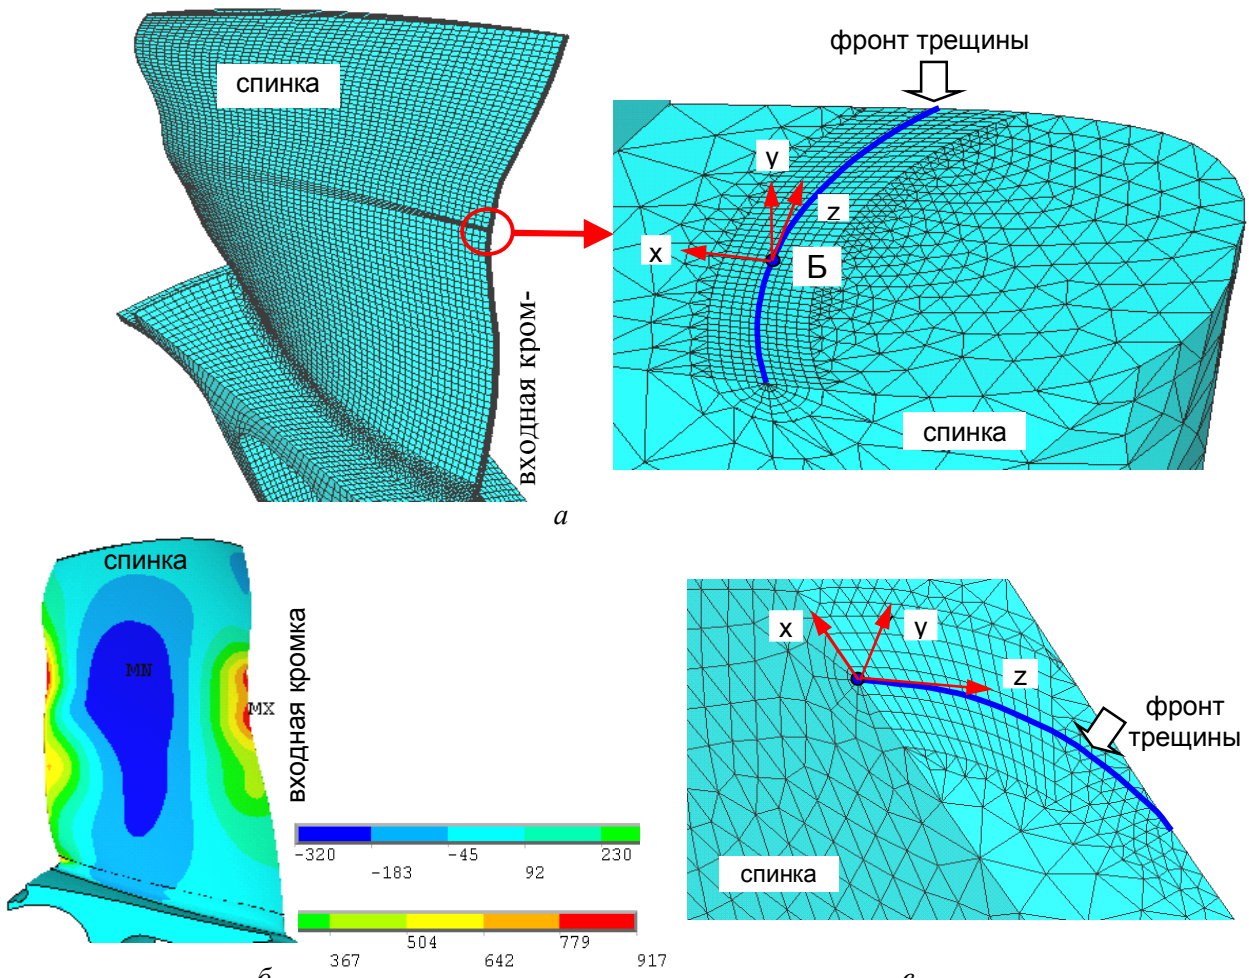 фронт трещины
спинка
y
z
x
Б
входная кром-
спинка
а
спинка
входная кромка
MN
MX
x
y
z
фронт
трещины
спинка
-320
-45
230
-183
92
504
779
367
642
917
б
в